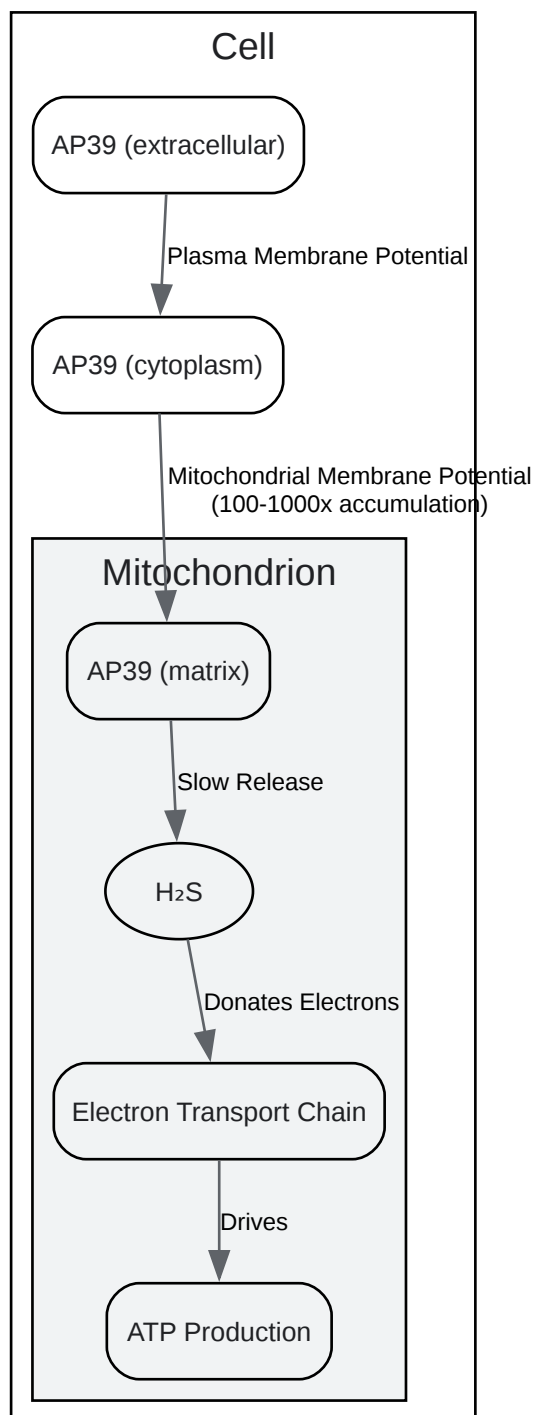 Cell
AP39 (extracellular)
Plasma Membrane Potential
AP39 (cytoplasm)
Mitochondrial Membrane Potential
(100-1000x accumulation)
Mitochondrion
AP39 (matrix)
Slow Release
H₂S
Donates Electrons
Electron Transport Chain
Drives
ATP Production